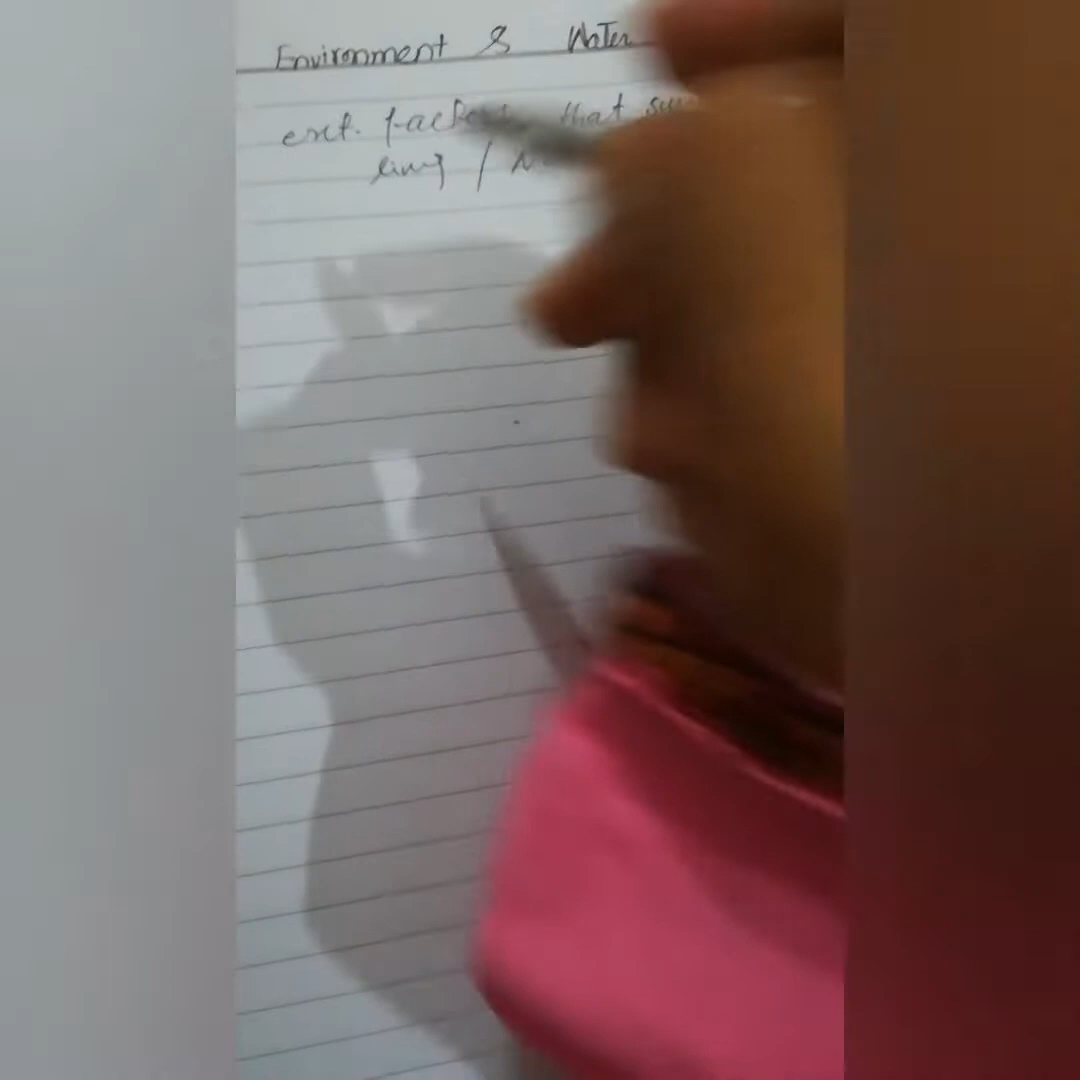 Environment & Water
ext. factors that
living /